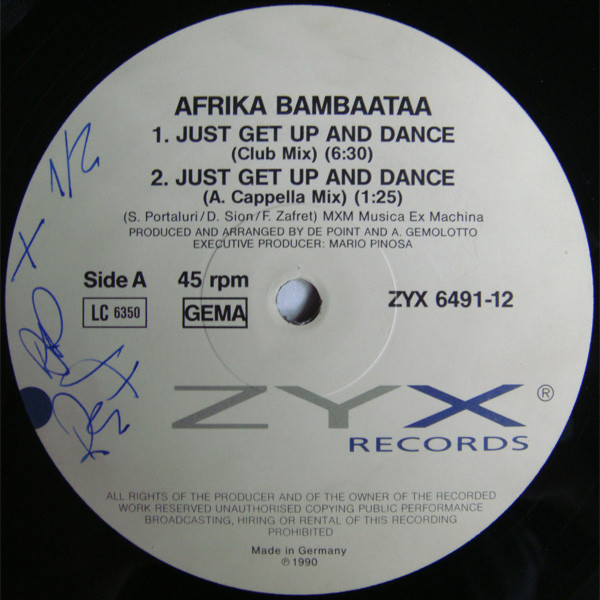 AFRIKA BAMBAATAA
1. JUST GET UP AND DANCE
(Club Mix) (6:30)
2. JUST GET UP AND DANCE
(A. Cappella Mix) (1:25)
(S. Portaluri/D. Sion/F. Zafret) MXM Musica Ex Machina
PRODUCED AND ARRANGED BY DE POINT AND A. GEMOLOTTO
EXECUTIVE PRODUCER: MARIO PINOSA
Side A 45 rpm
LC 6350 GEMA ZYX 6491-12
ZYX ®
RECORDS
ALL RIGHTS OF THE PRODUCER AND OF THE OWNER OF THE RECORDED
WORK RESERVED UNAUTHORISED COPYING PUBLIC PERFORMANCE
BROADCASTING, HIRING OR RENTAL OF THIS RECORDING
PROHIBITED
Made in Germany
℗ 1990